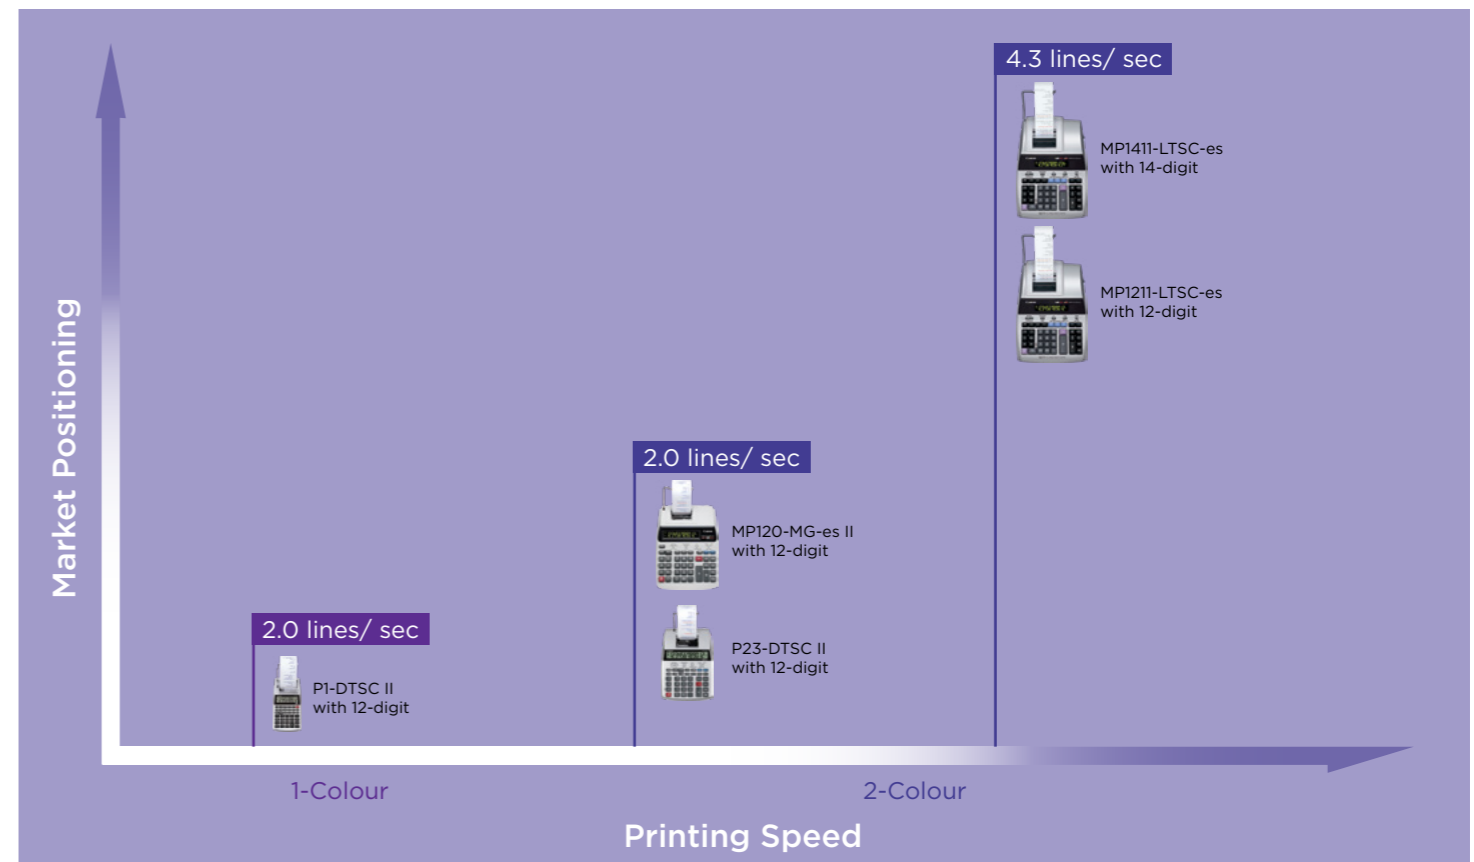 4.3 lines/ sec
MP1411-LTSC-es
with 14-digit
MP1211-LTSC-es
with 12-digit
Market Positioning
2.0 lines/ sec
MP120-MG-es II
with 12-digit
P23-DTSC II
with 12-digit
2.0 lines/ sec
P1-DTSC II
with 12-digit
1-Colour
2-Colour
Printing Speed